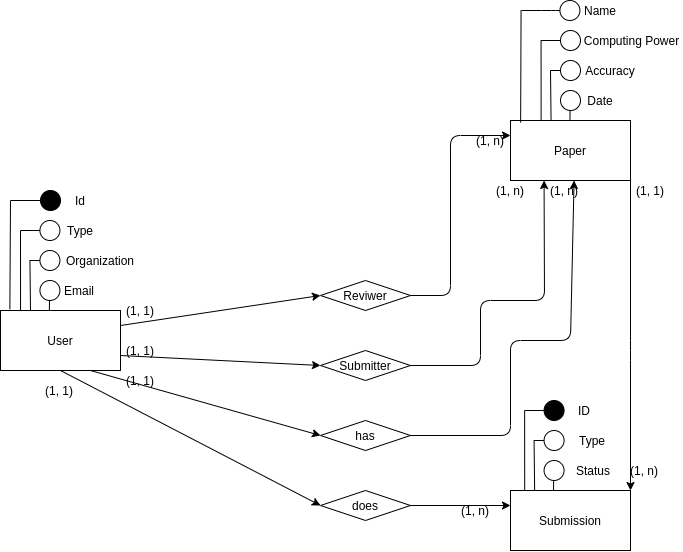 Name
Computing Power
Accuracy
Date
(1, n)
Paper
(1, n)
(1, n)
(1, 1)
Id
Type
Organization
Email
(1, 1)
Reviwer
User
(1, 1)
Submitter
(1, 1)
(1, 1)
has
ID
Type
Status
(1, n)
does
(1, n)
Submission